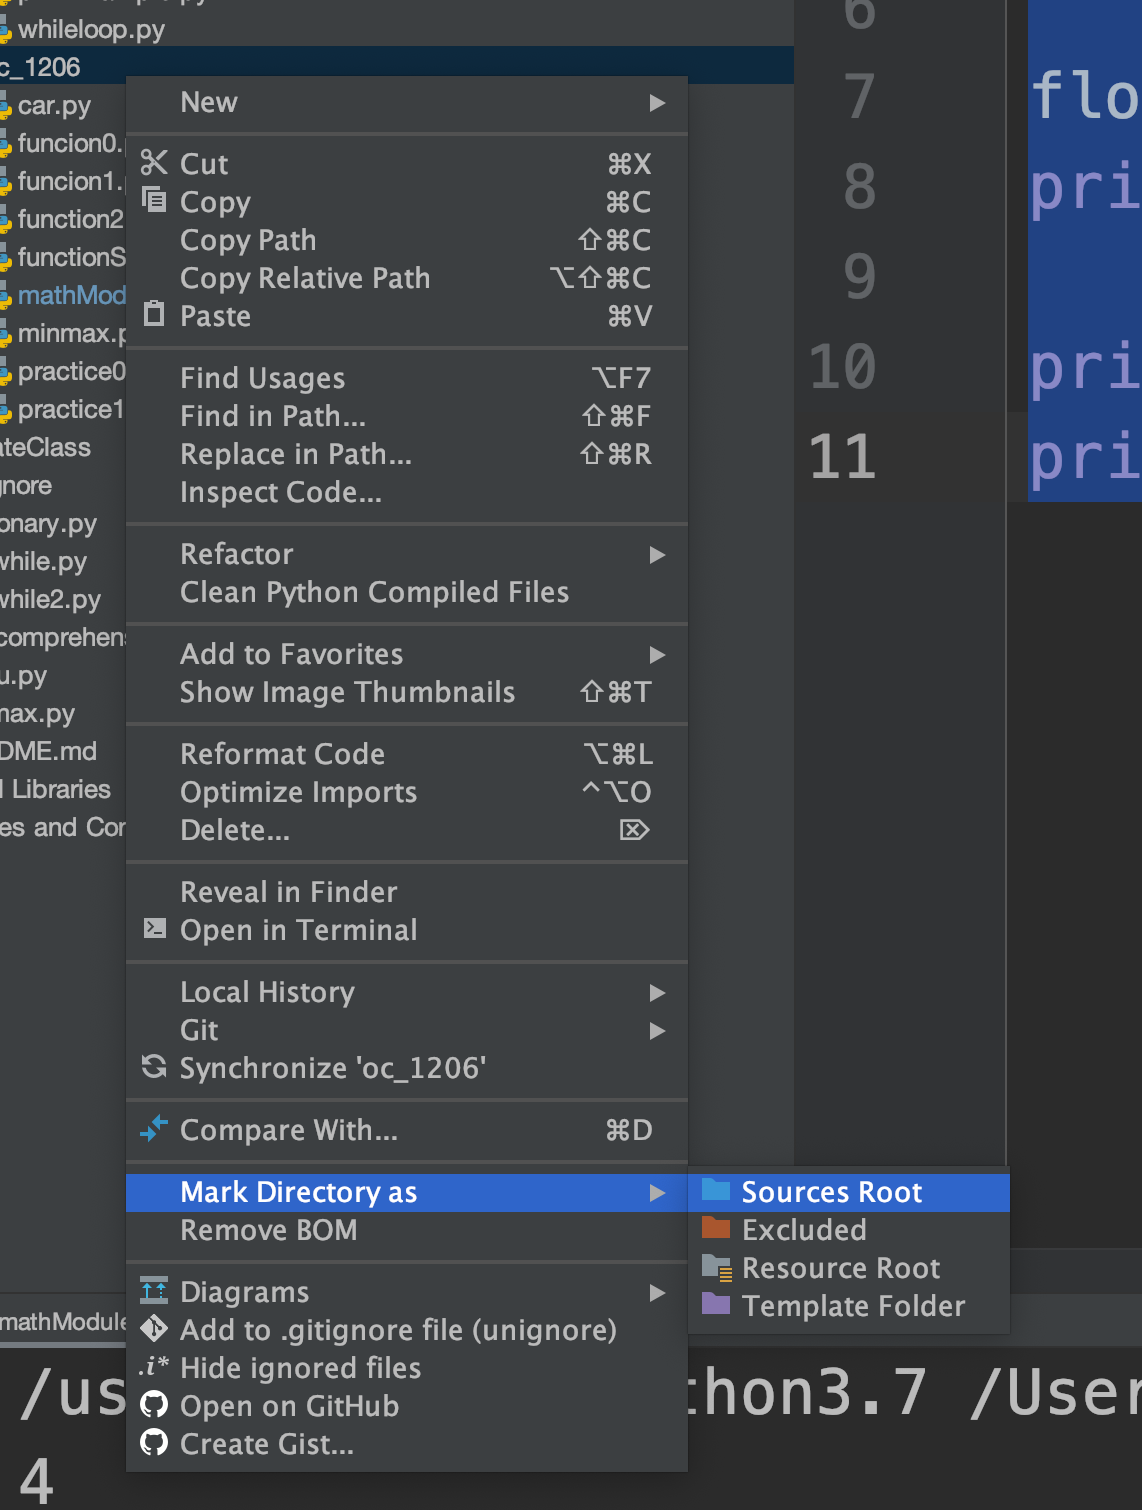 whileloop.py
oc_1206
car.py
funcion0.
funcion1.
function2
functionS
mathMod
minmax.p
practice0
practice1
ateClass
gnore
onary.py
while.py
while2.py
comprehens
u.py
max.py
DME.md
l Libraries
es and Con
New
Cut ⌘X
Copy ⌘C
Copy Path ⇧⌘C
Copy Relative Path ⌥⇧⌘C
Paste ⌘V
Find Usages ⌥F7
Find in Path... ⇧⌘F
Replace in Path... ⇧⌘R
Inspect Code...
Refactor
Clean Python Compiled Files
Add to Favorites
Show Image Thumbnails ⇧⌘T
Reformat Code ⌥⌘L
Optimize Imports ^⌥O
Delete... ⌦
Reveal in Finder
Open in Terminal
Local History
Git
Synchronize 'oc_1206'
Compare With... ⌘D
Mark Directory as
Remove BOM
Diagrams
Add to .gitignore file (unignore)
Hide ignored files
Open on GitHub
Create Gist...
Sources Root
Excluded
Resource Root
Template Folder
6
7 flo
8 pri
9
10 pri
11 pri
mathModule
/us thon3.7 /User
4